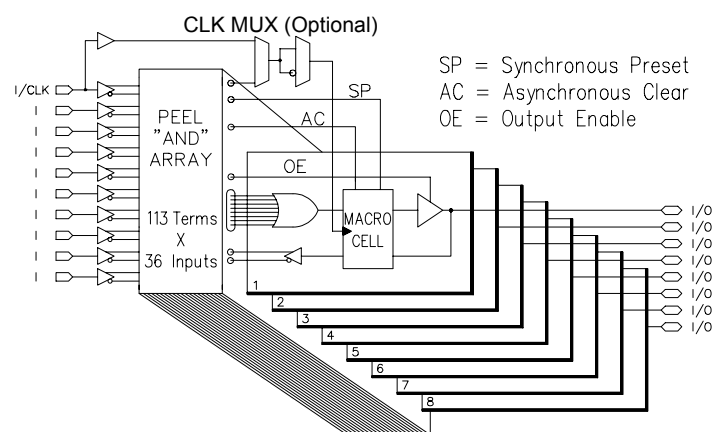 CLK MUX (Optional)
SP = Synchronous Preset
AC = Asynchronous Clear
OE = Output Enable
I/CLK
I
I
I
I
I
I
I
I
I
PEEL
"AND"
ARRAY
113 Terms
X
36 Inputs
SP
AC
OE
MACRO
CELL
I/O
I/O
I/O
I/O
I/O
I/O
I/O
I/O
1
2
3
4
5
6
7
8